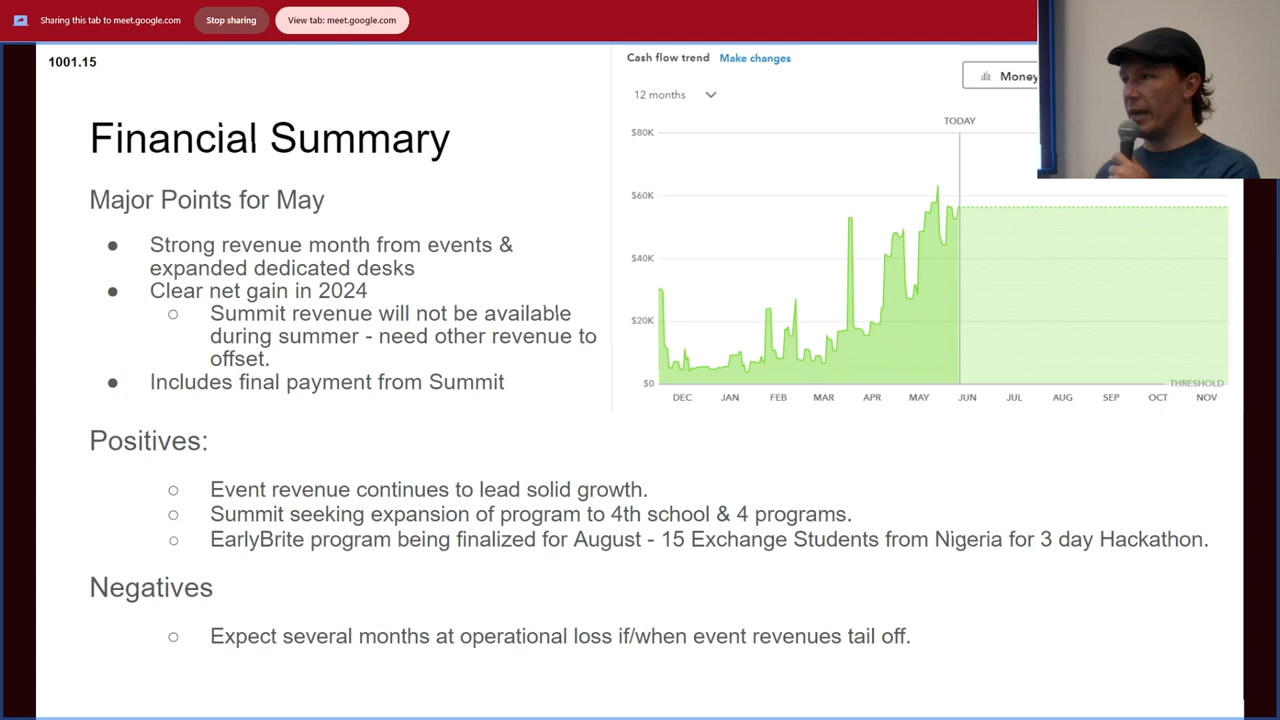 Sharing this tab to meet.google.com
Stop sharing
View tab: meet.google.com
1001.15
Financial Summary
Major Points for May
● Strong revenue month from events &
expanded dedicated desks
● Clear net gain in 2024
○ Summit revenue will not be available
during summer - need other revenue to
offset.
● Includes final payment from Summit
Cash flow trend Make changes
Money
12 months
TODAY
$80K
$60K
$40K
$20K
$0
THRESHOLD
DEC JAN FEB MAR APR MAY JUN JUL AUG SEP OCT NOV
Positives:
○ Event revenue continues to lead solid growth.
○ Summit seeking expansion of program to 4th school & 4 programs.
○ EarlyBrite program being finalized for August - 15 Exchange Students from Nigeria for 3 day Hackathon.
Negatives
○ Expect several months at operational loss if/when event revenues tail off.